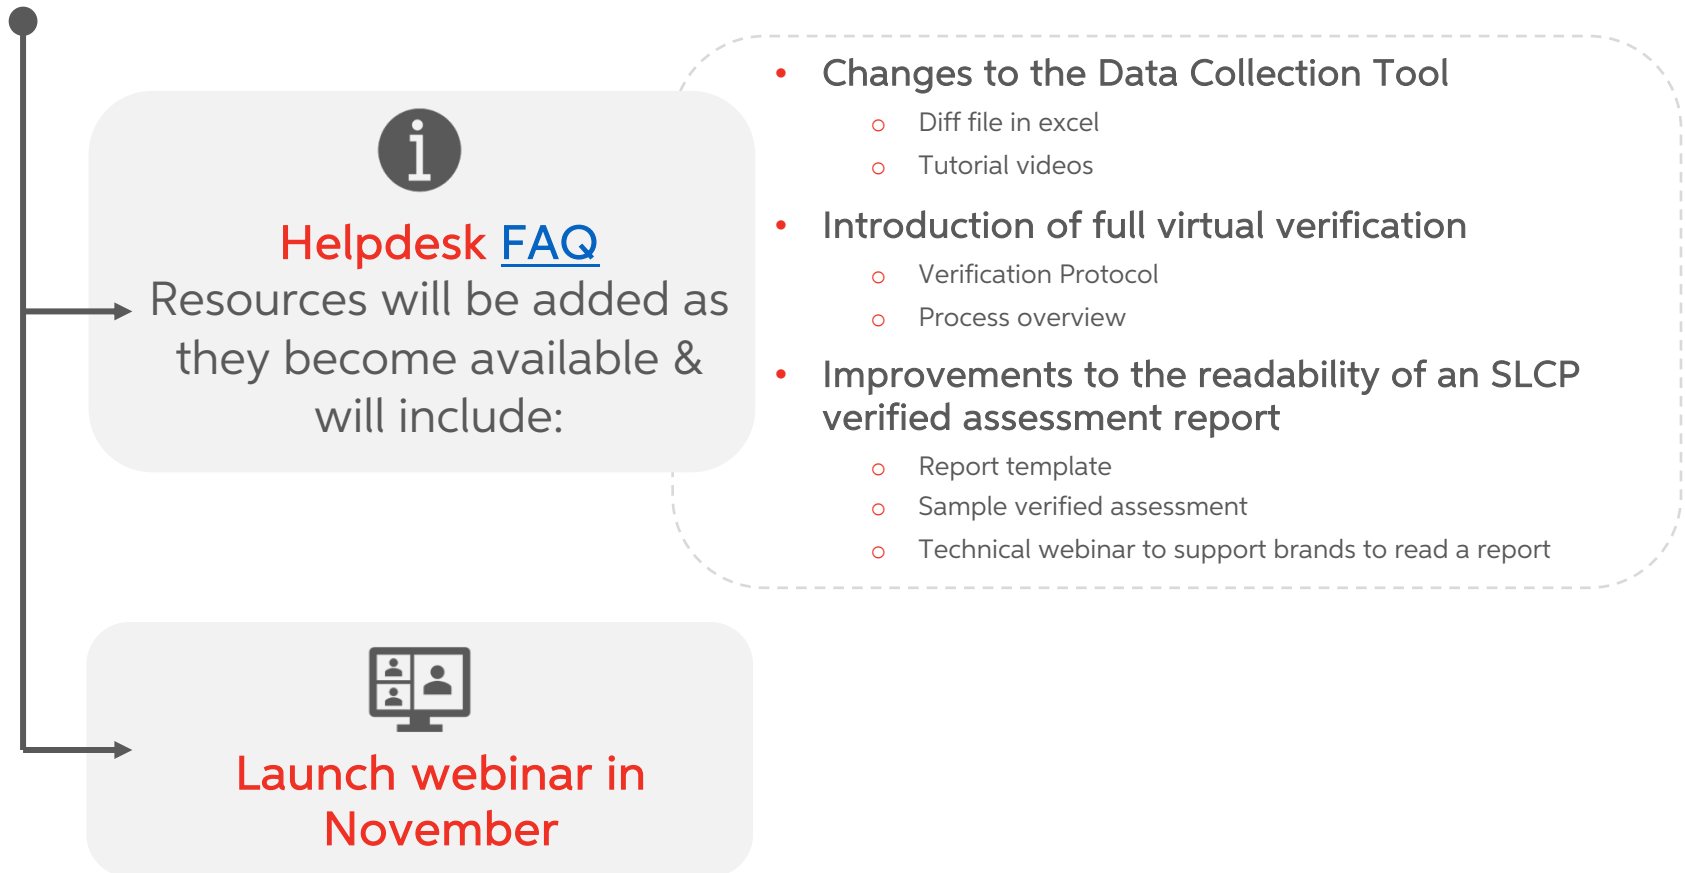 Helpdesk FAQ
Resources will be added as
they become available &
will include:
• Changes to the Data Collection Tool
o Diff file in excel
o Tutorial videos
• Introduction of full virtual verification
o Verification Protocol
o Process overview
• Improvements to the readability of an SLCP
verified assessment report
o Report template
o Sample verified assessment
o Technical webinar to support brands to read a report
Launch webinar in
November